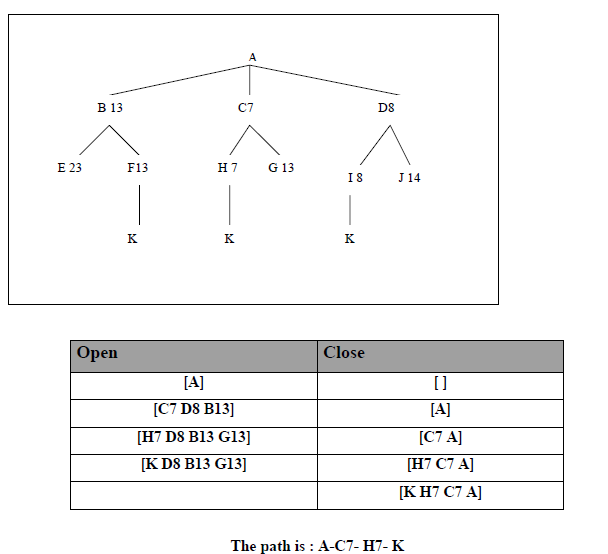 A
B 13 C7 D8
E 23 F13 H 7 G 13 I 8 J 14
K K K
Open Close
[A] [ ]
[C7 D8 B13] [A]
[H7 D8 B13 G13] [C7 A]
[K D8 B13 G13] [H7 C7 A]
[K H7 C7 A]
The path is : A-C7- H7- K